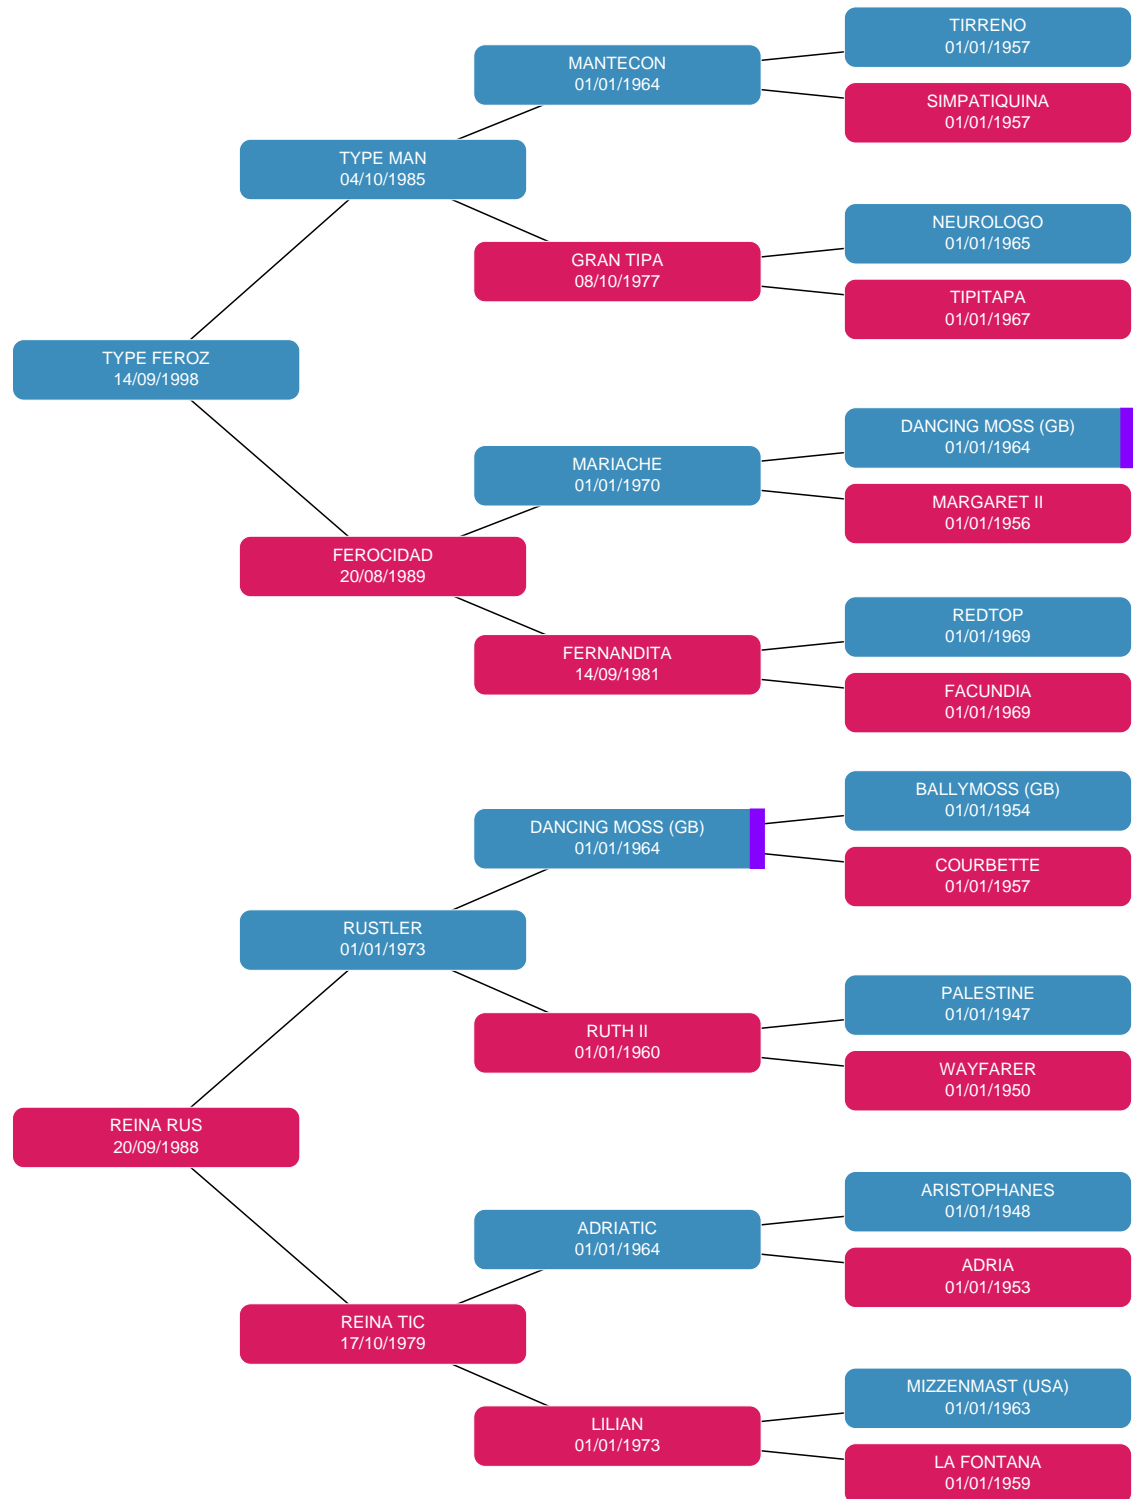 TIRRENO
01/01/1957
MANTECON
01/01/1964
SIMPATIQUINA
01/01/1957
TYPE MAN
04/10/1985
NEUROLOGO
01/01/1965
GRAN TIPA
08/10/1977
TIPITAPA
01/01/1967
TYPE FEROZ
14/09/1998
DANCING MOSS (GB)
01/01/1964
MARIACHE
01/01/1970
MARGARET II
01/01/1956
FEROCIDAD
20/08/1989
REDTOP
01/01/1969
FERNANDITA
14/09/1981
FACUNDIA
01/01/1969
BALLYMOSS (GB)
01/01/1954
DANCING MOSS (GB)
01/01/1964
COURBETTE
01/01/1957
RUSTLER
01/01/1973
PALESTINE
01/01/1947
RUTH II
01/01/1960
WAYFARER
01/01/1950
REINA RUS
20/09/1988
ARISTOPHANES
01/01/1948
ADRIATIC
01/01/1964
ADRIA
01/01/1953
REINA TIC
17/10/1979
MIZZENMAST (USA)
01/01/1963
LILIAN
01/01/1973
LA FONTANA
01/01/1959